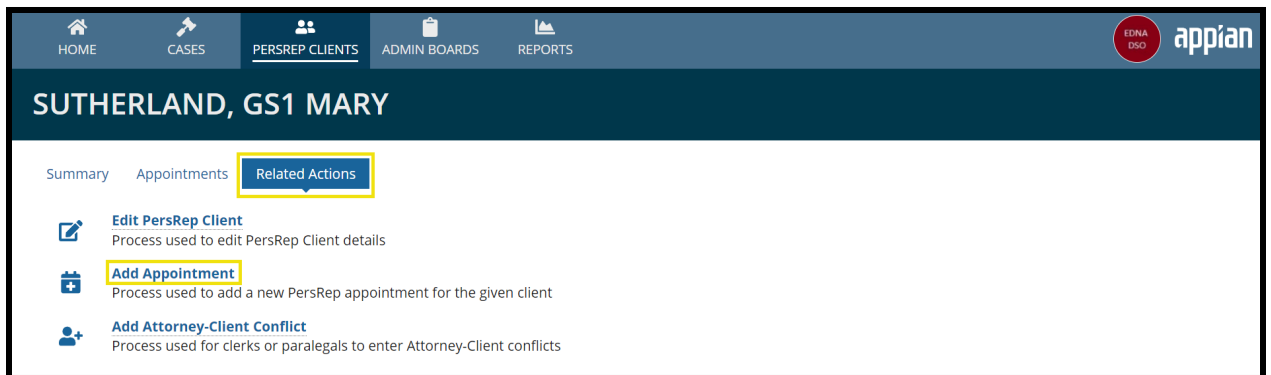 HOME CASES PERSREP CLIENTS ADMIN BOARDS REPORTS
EDNA
DSO
appian
SUTHERLAND, GS1 MARY
Summary Appointments Related Actions
Edit PersRep Client
Process used to edit PersRep Client details
Add Appointment
Process used to add a new PersRep appointment for the given client
Add Attorney-Client Conflict
Process used for clerks or paralegals to enter Attorney-Client conflicts